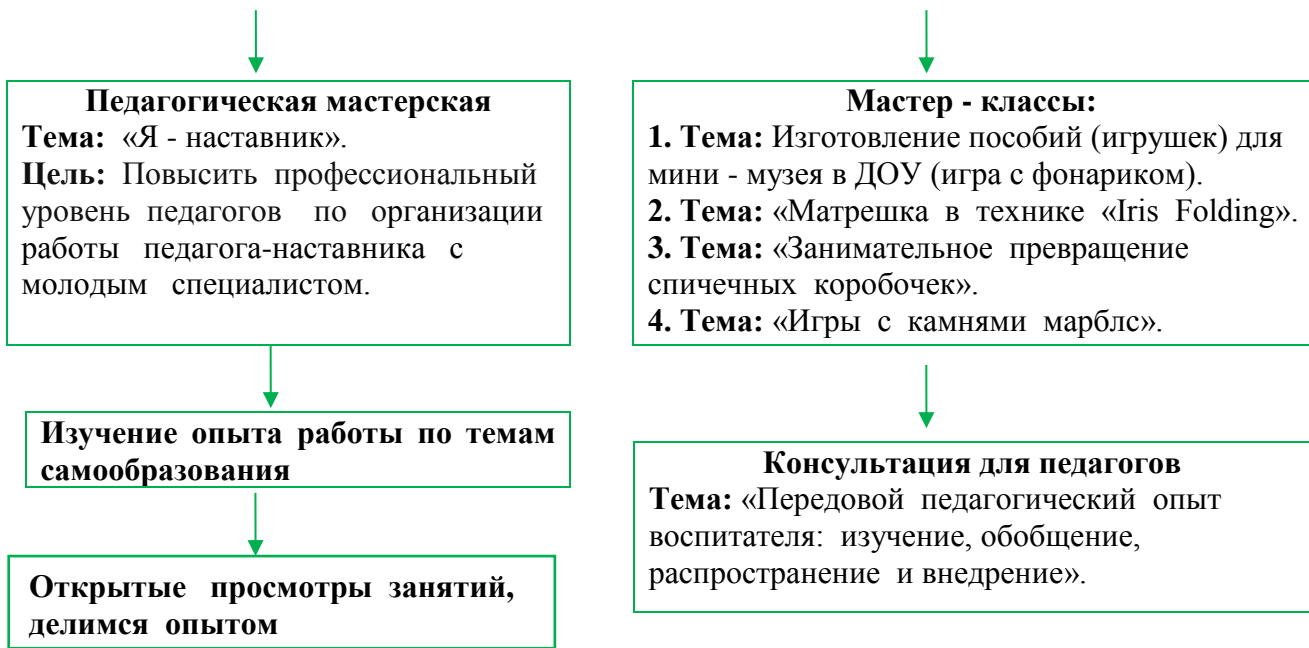 Педагогическая мастерская
Тема: «Я - наставник».
Цель: Повысить профессиональный
уровень педагогов по организации
работы педагога-наставника с
молодым специалистом.
Изучение опыта работы по темам
самообразования
Открытые просмотры занятий,
делимся опытом
Мастер - классы:
1. Тема: Изготовление пособий (игрушек) для
мини - музея в ДОУ (игра с фонариком).
2. Тема: «Матрешка в технике «Iris Folding».
3. Тема: «Занимательное превращение
спичечных коробочек».
4. Тема: «Игры с камнями марблс».
Консультация для педагогов
Тема: «Передовой педагогический опыт
воспитателя: изучение, обобщение,
распространение и внедрение».